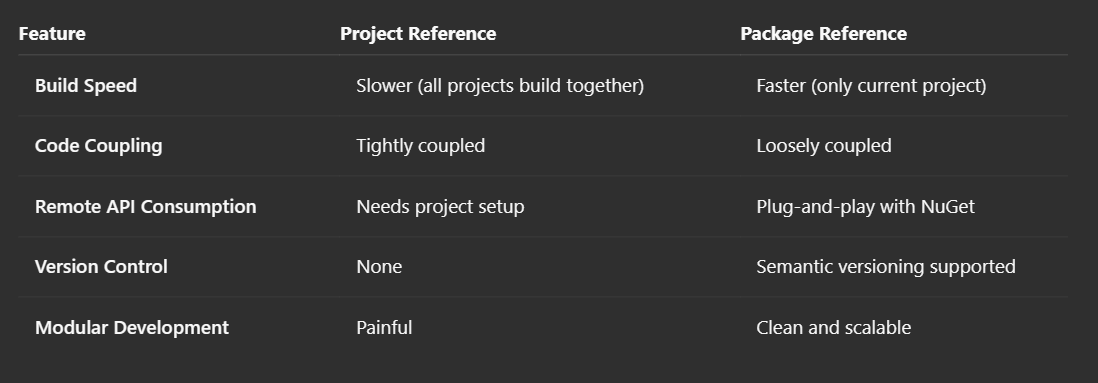 Feature Project Reference Package Reference
Build Speed Slower (all projects build together) Faster (only current project)
Code Coupling Tightly coupled Loosely coupled
Remote API Consumption Needs project setup Plug-and-play with NuGet
Version Control None Semantic versioning supported
Modular Development Painful Clean and scalable